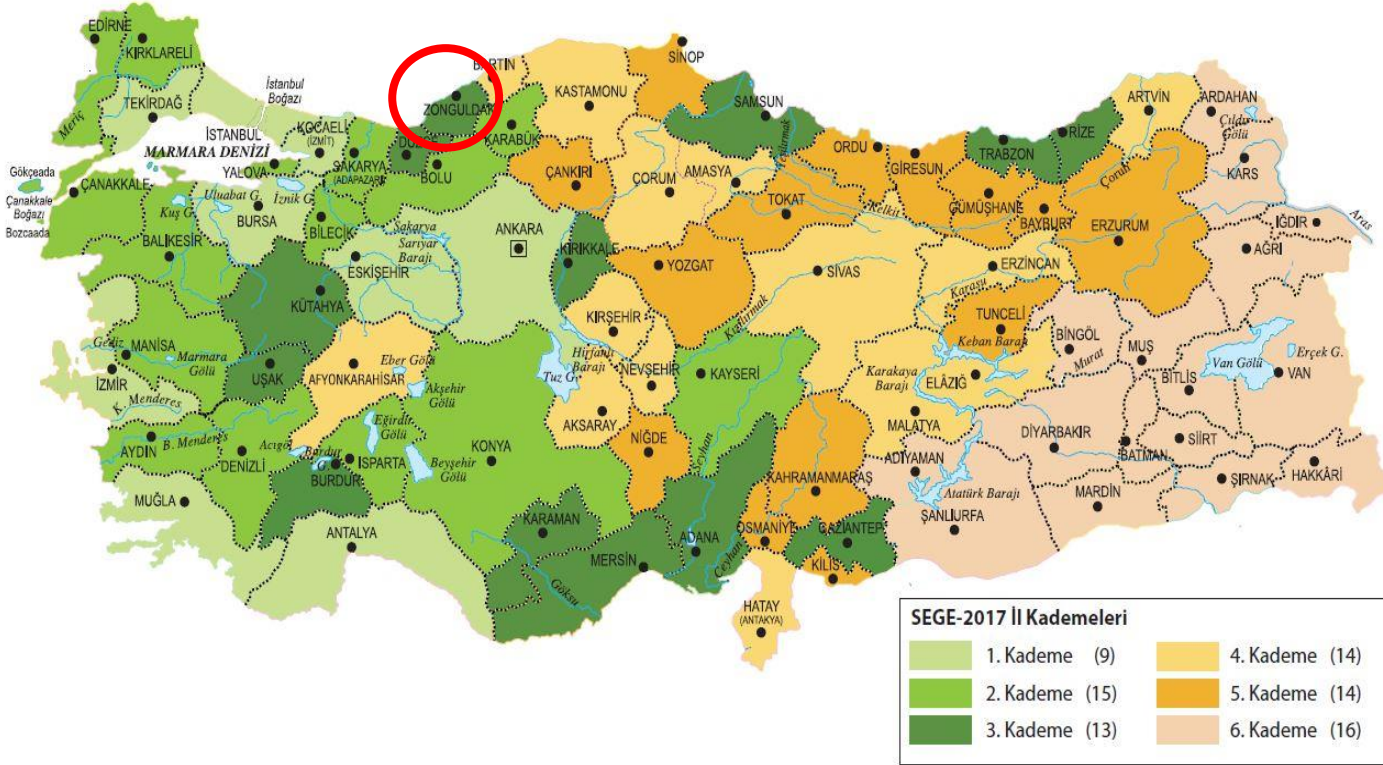 EDİRNE
KIRKLARELİ
TEKİRDAĞ
Meriç
İstanbul
Boğazı
İSTANBUL
MARMARA DENİZİ
KOCAELİ
(İZMİT)
YALOVA
SAKARYA
(ADAPAZARI)
Gökçeada
Çanakkale
Boğazı
Bozcaada
ÇANAKKALE
Kuş G.
Uluabat G.
İznik G.
BURSA
BİLECİK
BALIKESİR
ZONGULDAK
BARTIN
KARABÜK
BOLU
KASTAMONU
SİNOP
SAMSUN
ÇANKIRI
ÇORUM
AMASYA
TOKAT
ORDU
GİRESUN
Kelkit
TRABZON
RİZE
ARTVİN
ARDAHAN
Çıldır
Gölü
KARS
Çoruh
GÜMÜŞHANE
BAYBURT
ERZURUM
IĞDIR
Aras
AĞRI
Sakarya
Sarıyar
Barajı
ANKARA
ESKİŞEHİR
KIRIKKALE
YOZGAT
SİVAS
Kızılırmak
ERZİNCAN
Karasu
TUNCELİ
Keban Barajı
BİNGÖL
Murat
MUŞ
BİTLİS
Van Gölü
Erçek G.
VAN
KÜTAHYA
MANİSA
Gediz
Marmara
Gölü
İZMİR
K. Menderes
UŞAK
AFYONKARAHİSAR
Eber Gölü
Akşehir
Gölü
KIRŞEHİR
Hirfanlı
Barajı
Tuz G.
NEVŞEHİR
AKSARAY
KAYSERİ
Karakaya
Barajı
ELÂZIĞ
MALATYA
DİYARBAKIR
BATMAN
SİİRT
ŞIRNAK
HAKKÂRİ
MARDİN
AYDIN
B. Menderes
Acıgöl
DENİZLİ
Eğirdir
Gölü
ISPARTA
Burdur
G.
BURDUR
Beyşehir
Gölü
KONYA
NİĞDE
Seyhan
KAHRAMANMARAŞ
ADIYAMAN
Atatürk Barajı
ŞANLIURFA
MUĞLA
ANTALYA
KARAMAN
Göksu
MERSİN
ADANA
Ceyhan
OSMANİYE
GAZİANTEP
KİLİS
HATAY
(ANTAKYA)
SEGE-2017 İl Kademeleri
1. Kademe (9)
2. Kademe (15)
3. Kademe (13)
4. Kademe (14)
5. Kademe (14)
6. Kademe (16)